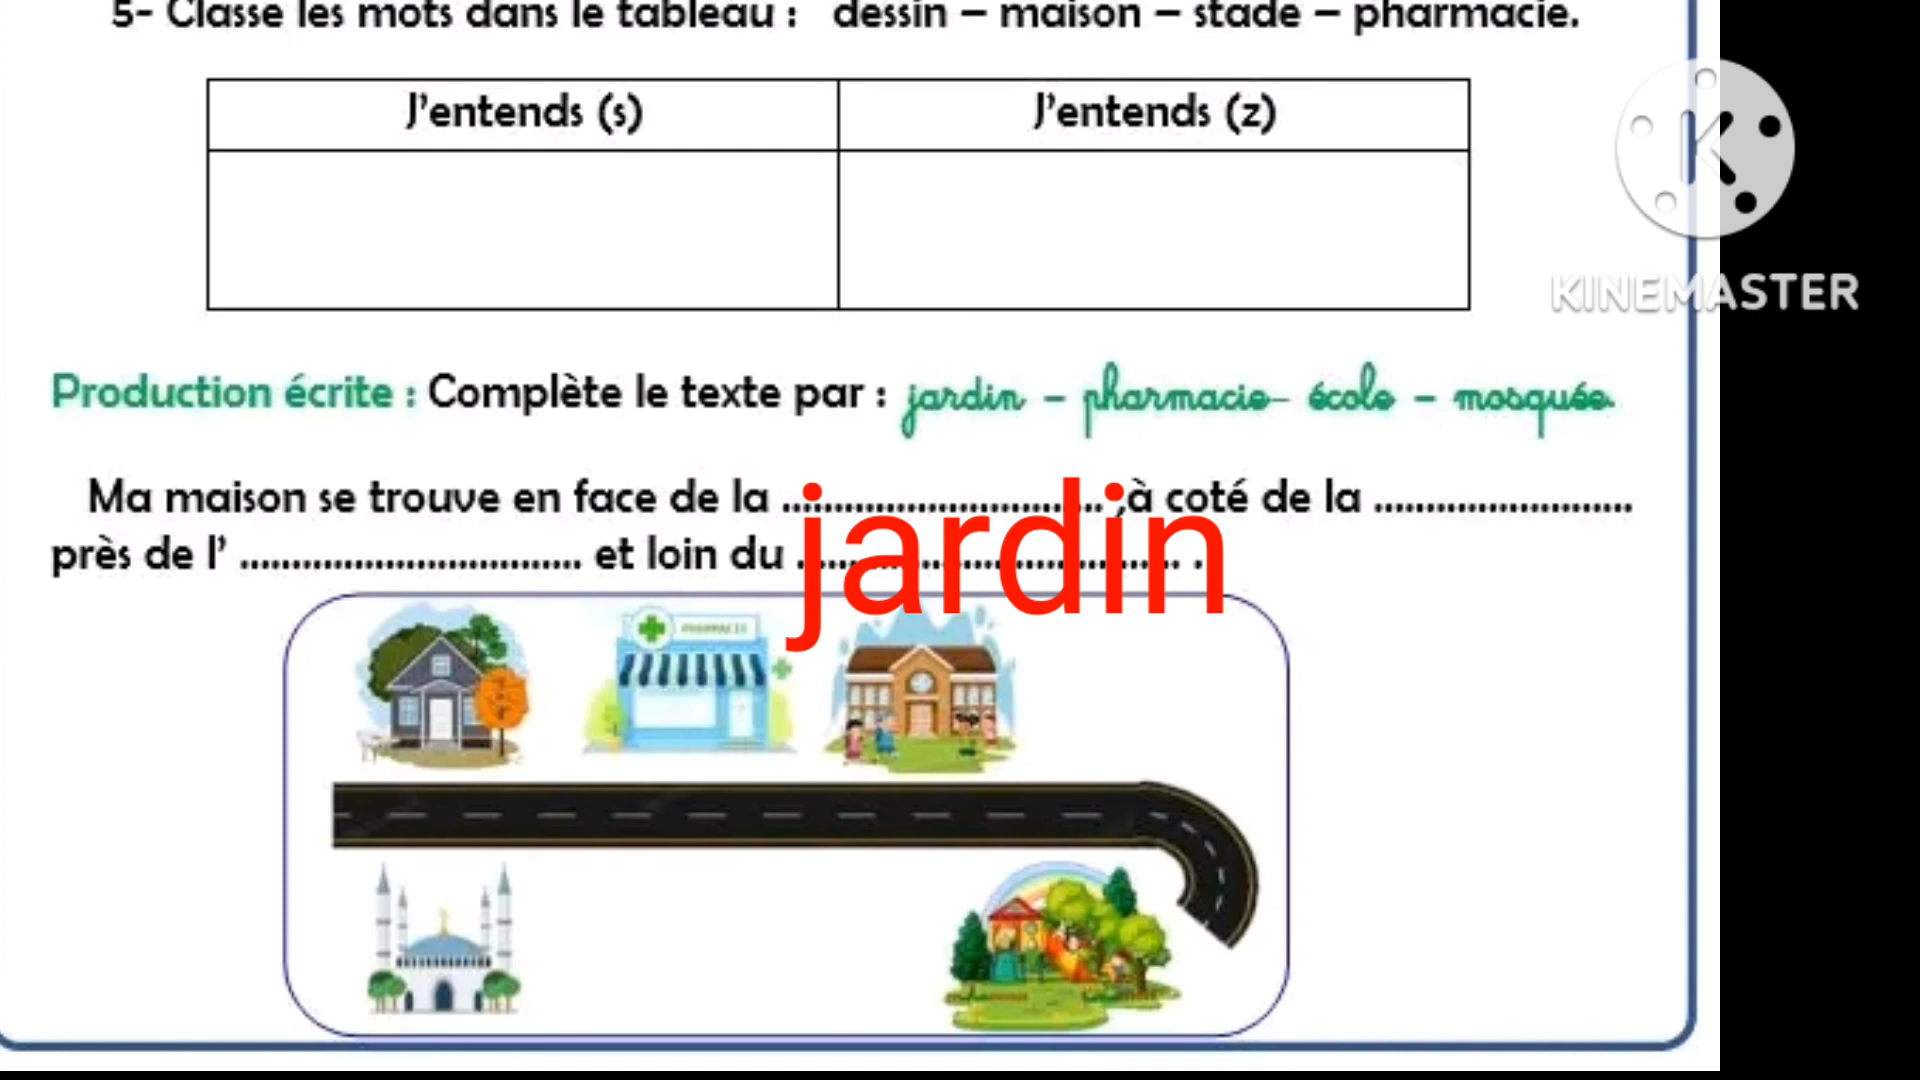 5- Classe les mots dans le tableau : dessin – maison – stade – pharmacie.
J'entends (s) J'entends (z)
KINEMASTER
Production écrite : Complète le texte par : jardin – pharmacie – école – mosquée.
Ma maison se trouve en face de la .............................. ,à coté de la .........................
près de l' ................................. et loin du ..................................... .
jardin
PHARMACIE